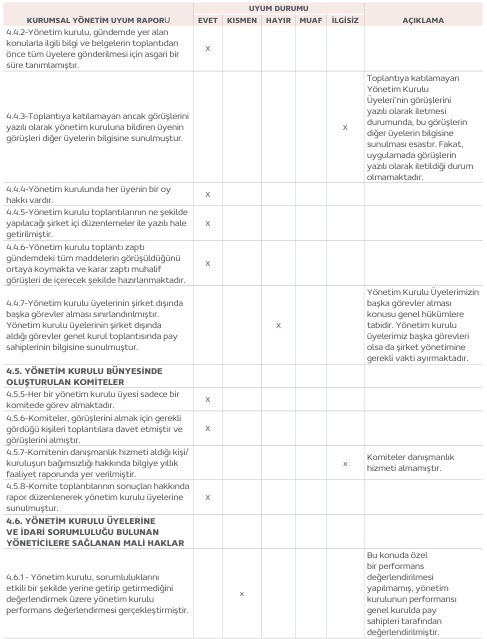 UYUM DURUMU
KURUMSAL YÖNETİM UYUM RAPORU EVET KISMEN HAYIR MUAF İLGİSİZ AÇIKLAMA
4.4.2-Yönetim kurulu, gündemde yer alan
konularla ilgili bilgi ve belgelerin toplantıdan
önce tüm üyelere gönderilmesi için asgari bir
süre tanımlamıştır.
X
4.4.3-Toplantıya katılamayan ancak görüşlerini
yazılı olarak yönetim kuruluna bildiren üyenin
görüşleri diğer üyelerin bilgisine sunulmuştur.
X
Toplantıya katılamayan
Yönetim Kurulu
Üyeleri'nin görüşlerini
yazılı olarak iletmesi
durumunda, bu görüşlerin
diğer üyelerin bilgisine
sunulması esastır. Fakat,
uygulamada görüşlerin
yazılı olarak iletildiği durum
olmamaktadır.
4.4.4-Yönetim kurulunda her üyenin bir oy
hakkı vardır.
X
4.4.5-Yönetim kurulu toplantılarının ne şekilde
yapılacağı şirket içi düzenlemeler ile yazılı hale
getirilmiştir.
X
4.4.6-Yönetim kurulu toplantı zaptı
gündemdeki tüm maddelerin görüşüldüğünü
ortaya koymakta ve karar zaptı muhalif
görüşleri de içerecek şekilde hazırlanmaktadır.
X
4.4.7-Yönetim kurulu üyelerinin şirket dışında
başka görevler alması sınırlandırılmıştır.
Yönetim kurulu üyelerinin şirket dışında
aldığı görevler genel kurul toplantısında pay
sahiplerinin bilgisine sunulmuştur.
X
Yönetim Kurulu Üyelerimizin
başka görevler alması
konusu genel hükümlere
tabidir. Yönetim kurulu
üyelerimiz başka görevleri
olsa da şirket yönetimine
gerekli vakti ayırmaktadır.
4.5. YÖNETİM KURULU BÜNYESİNDE
OLUŞTURULAN KOMİTELER
4.5.5-Her bir yönetim kurulu üyesi sadece bir
komitede görev almaktadır.
X
4.5.6-Komiteler, görüşlerini almak için gerekli
gördüğü kişileri toplantılara davet etmiştir ve
görüşlerini almıştır.
X
4.5.7-Komitenin danışmanlık hizmeti aldığı kişi/
kuruluşun bağımsızlığı hakkında bilgiye yıllık
faaliyet raporunda yer verilmiştir.
X
Komiteler danışmanlık
hizmeti almamıştır.
4.5.8-Komite toplantılarının sonuçları hakkında
rapor düzenlenerek yönetim kurulu üyelerine
sunulmuştur.
X
4.6. YÖNETİM KURULU ÜYELERİNE
VE İDARİ SORUMLULUĞU BULUNAN
YÖNETİCİLERE SAĞLANAN MALİ HAKLAR
4.6.1 - Yönetim kurulu, sorumluluklarını
etkili bir şekilde yerine getirip getirmediğini
değerlendirmek üzere yönetim kurulu
performans değerlendirmesi gerçekleştirmiştir.
X
Bu konuda özel
bir performans
değerlendirilmesi
yapılmamış, yönetim
kurulunun performansı
genel kurulda pay
sahipleri tarafından
değerlendirilmiştir.